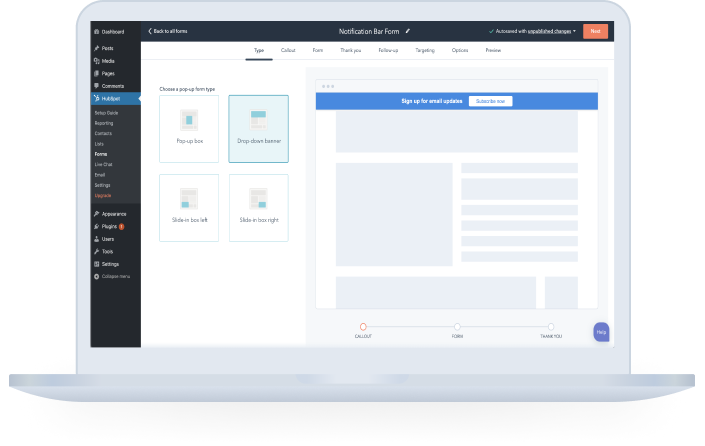 Dashboard
Posts
Media
Pages
Comments
HubSpot
Setup Guide
Reporting
Contacts
Lists
Forms
Live Chat
Email
Settings
Upgrade
Appearance
Plugins 1
Users
Tools
Settings
Collapse menu
Back to all forms
Notification Bar Form
Autosaved with unpublished changes
Next
Type Callout Form Thank you Follow-up Targeting Options Preview
Choose a pop-up form type
Pop-up box
Drop-down banner
Slide-in box left
Slide-in box right
Sign up for email updates
Subscribe now
CALLOUT
FORM
THANK YOU
Help